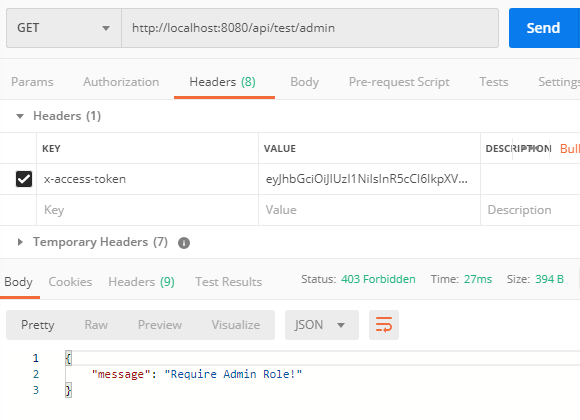 GET http://localhost:8080/api/test/admin Send
Params Authorization Headers (8) Body Pre-request Script Tests Settings
Headers (1)
KEY VALUE DESCRIPTION Bul
x-access-token eyJhbGciOiJIUzI1NiIsInR5cCI6IkpXV...
Key Value Description
Temporary Headers (7)
Body Cookies Headers (9) Test Results Status: 403 Forbidden Time: 27ms Size: 394 B
Pretty Raw Preview Visualize JSON
1 {
2 "message": "Require Admin Role!"
3 }